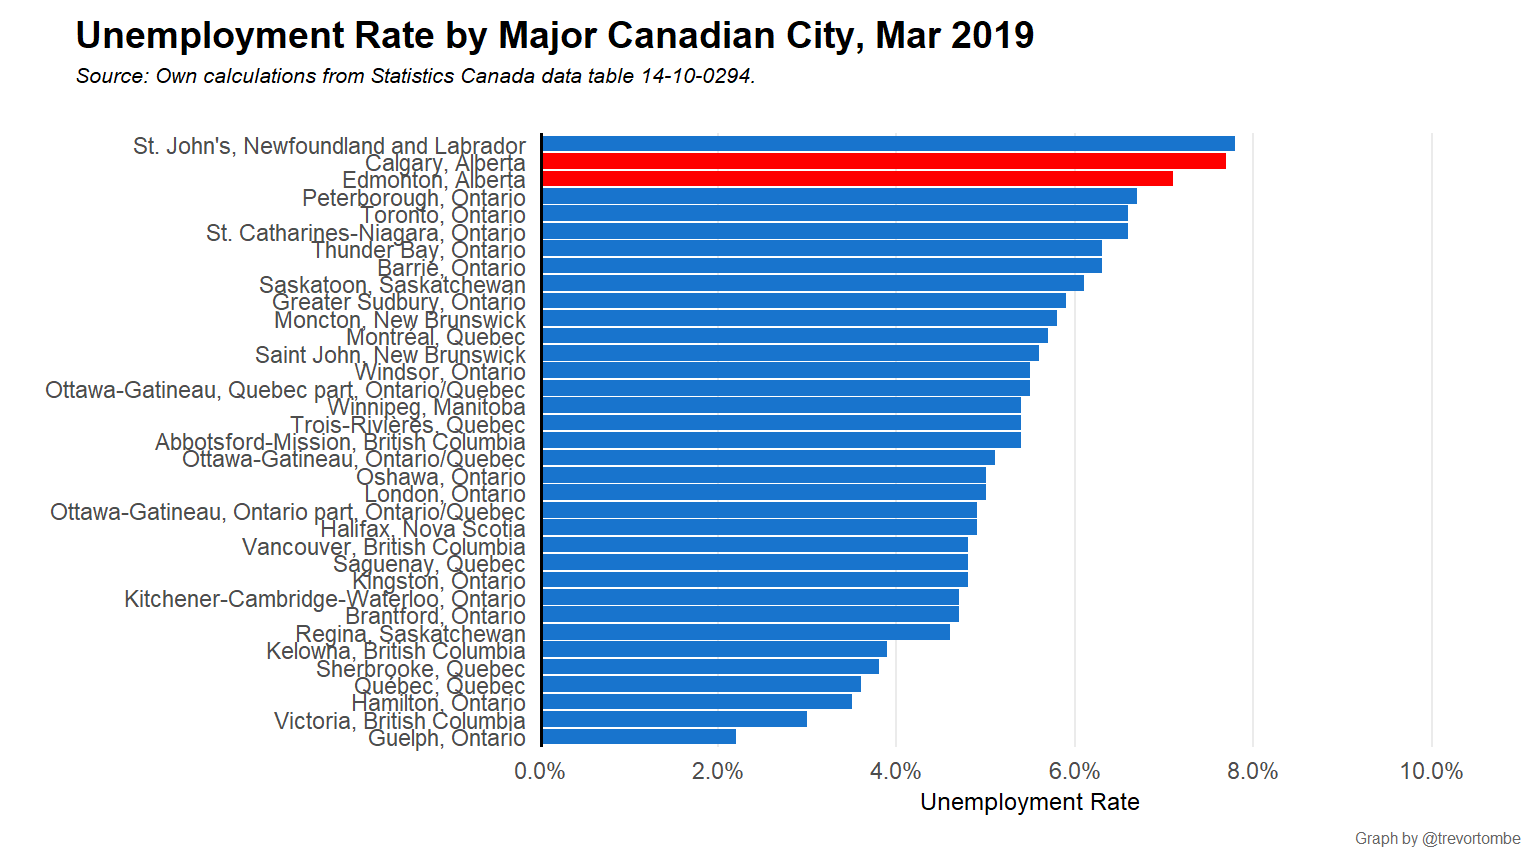 Unemployment Rate by Major Canadian City, Mar 2019
Source: Own calculations from Statistics Canada data table 14-10-0294.
St. John's, Newfoundland and Labrador
Calgary, Alberta
Edmonton, Alberta
Peterborough, Ontario
Toronto, Ontario
St. Catharines-Niagara, Ontario
Thunder Bay, Ontario
Barrie, Ontario
Saskatoon, Saskatchewan
Greater Sudbury, Ontario
Moncton, New Brunswick
Montréal, Quebec
Saint John, New Brunswick
Windsor, Ontario
Ottawa-Gatineau, Quebec part, Ontario/Quebec
Winnipeg, Manitoba
Trois-Rivières, Quebec
Abbotsford-Mission, British Columbia
Ottawa-Gatineau, Ontario/Quebec
Oshawa, Ontario
London, Ontario
Ottawa-Gatineau, Ontario part, Ontario/Quebec
Halifax, Nova Scotia
Vancouver, British Columbia
Saguenay, Quebec
Kingston, Ontario
Kitchener-Cambridge-Waterloo, Ontario
Brantford, Ontario
Regina, Saskatchewan
Kelowna, British Columbia
Sherbrooke, Quebec
Québec, Quebec
Hamilton, Ontario
Victoria, British Columbia
Guelph, Ontario
0.0% 2.0% 4.0% 6.0% 8.0% 10.0%
Unemployment Rate
Graph by @trevortombe